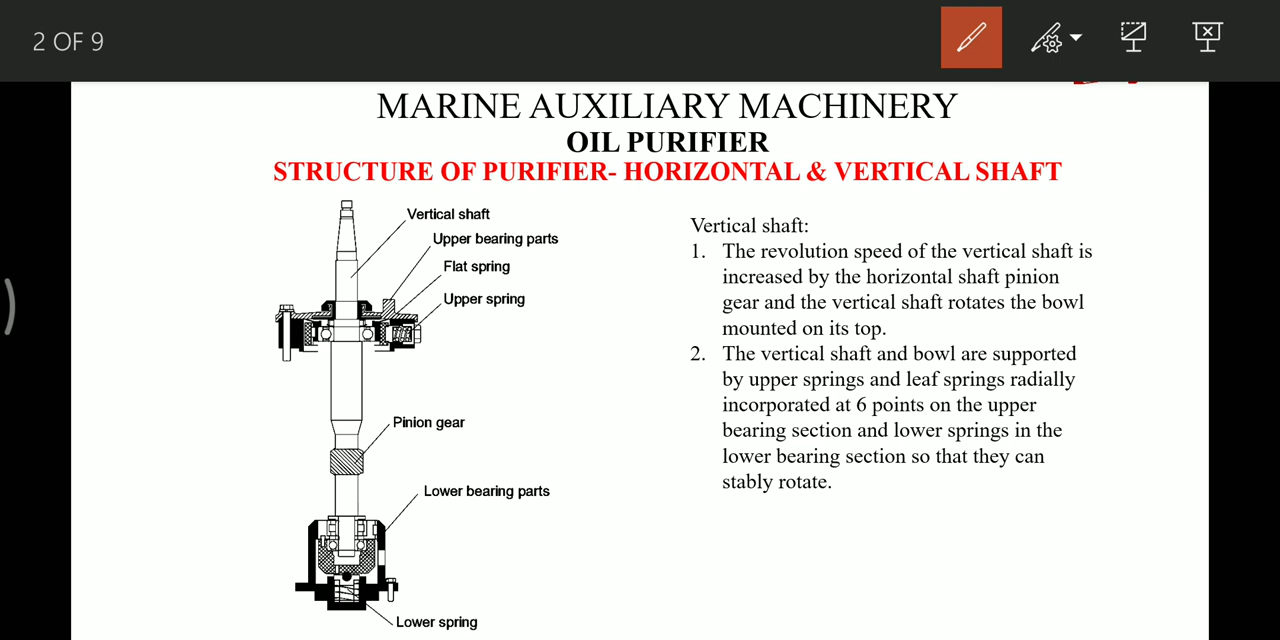 2 OF 9
MARINE AUXILIARY MACHINERY
OIL PURIFIER
STRUCTURE OF PURIFIER- HORIZONTAL & VERTICAL SHAFT
Vertical shaft
Upper bearing parts
Flat spring
Upper spring
Pinion gear
Lower bearing parts
Lower spring
Vertical shaft:
1. The revolution speed of the vertical shaft is
increased by the horizontal shaft pinion
gear and the vertical shaft rotates the bowl
mounted on its top.
2. The vertical shaft and bowl are supported
by upper springs and leaf springs radially
incorporated at 6 points on the upper
bearing section and lower springs in the
lower bearing section so that they can
stably rotate.